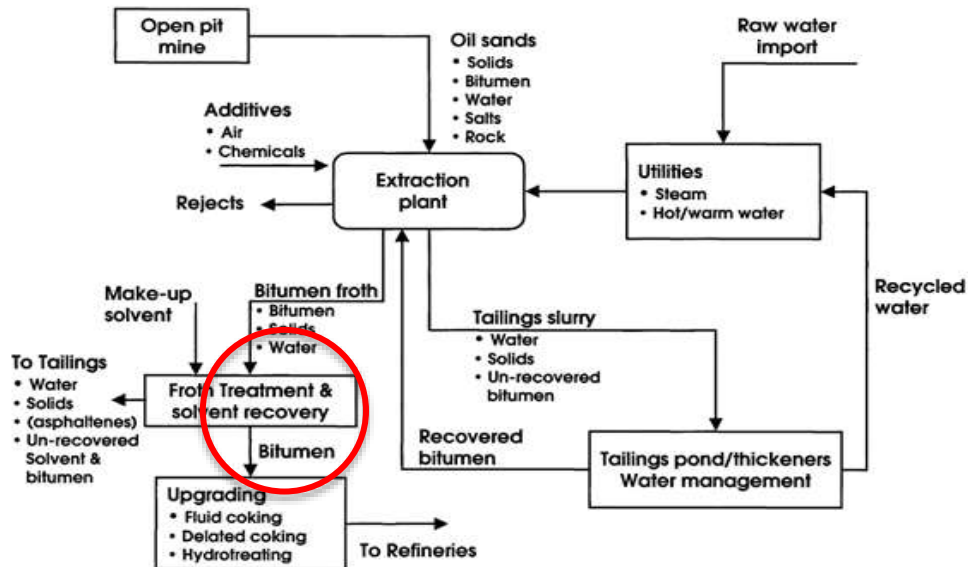 Open pit
mine
Oil sands
• Solids
• Bitumen
• Water
• Salts
• Rock
Raw water
import
Additives
• Air
• Chemicals
Extraction
plant
Utilities
• Steam
• Hot/warm water
Rejects
Make-up
solvent
Bitumen froth
• Bitumen
• Solids
• Water
Tailings slurry
• Water
• Solids
• Un-recovered
bitumen
Recycled
water
To Tailings
• Water
• Solids
• (asphaltenes)
• Un-recovered
Solvent &
bitumen
Froth Treatment &
solvent recovery
Bitumen
Recovered
bitumen
Tailings pond/thickeners
Water management
Upgrading
• Fluid coking
• Delated coking
• Hydrotreating
To Refineries